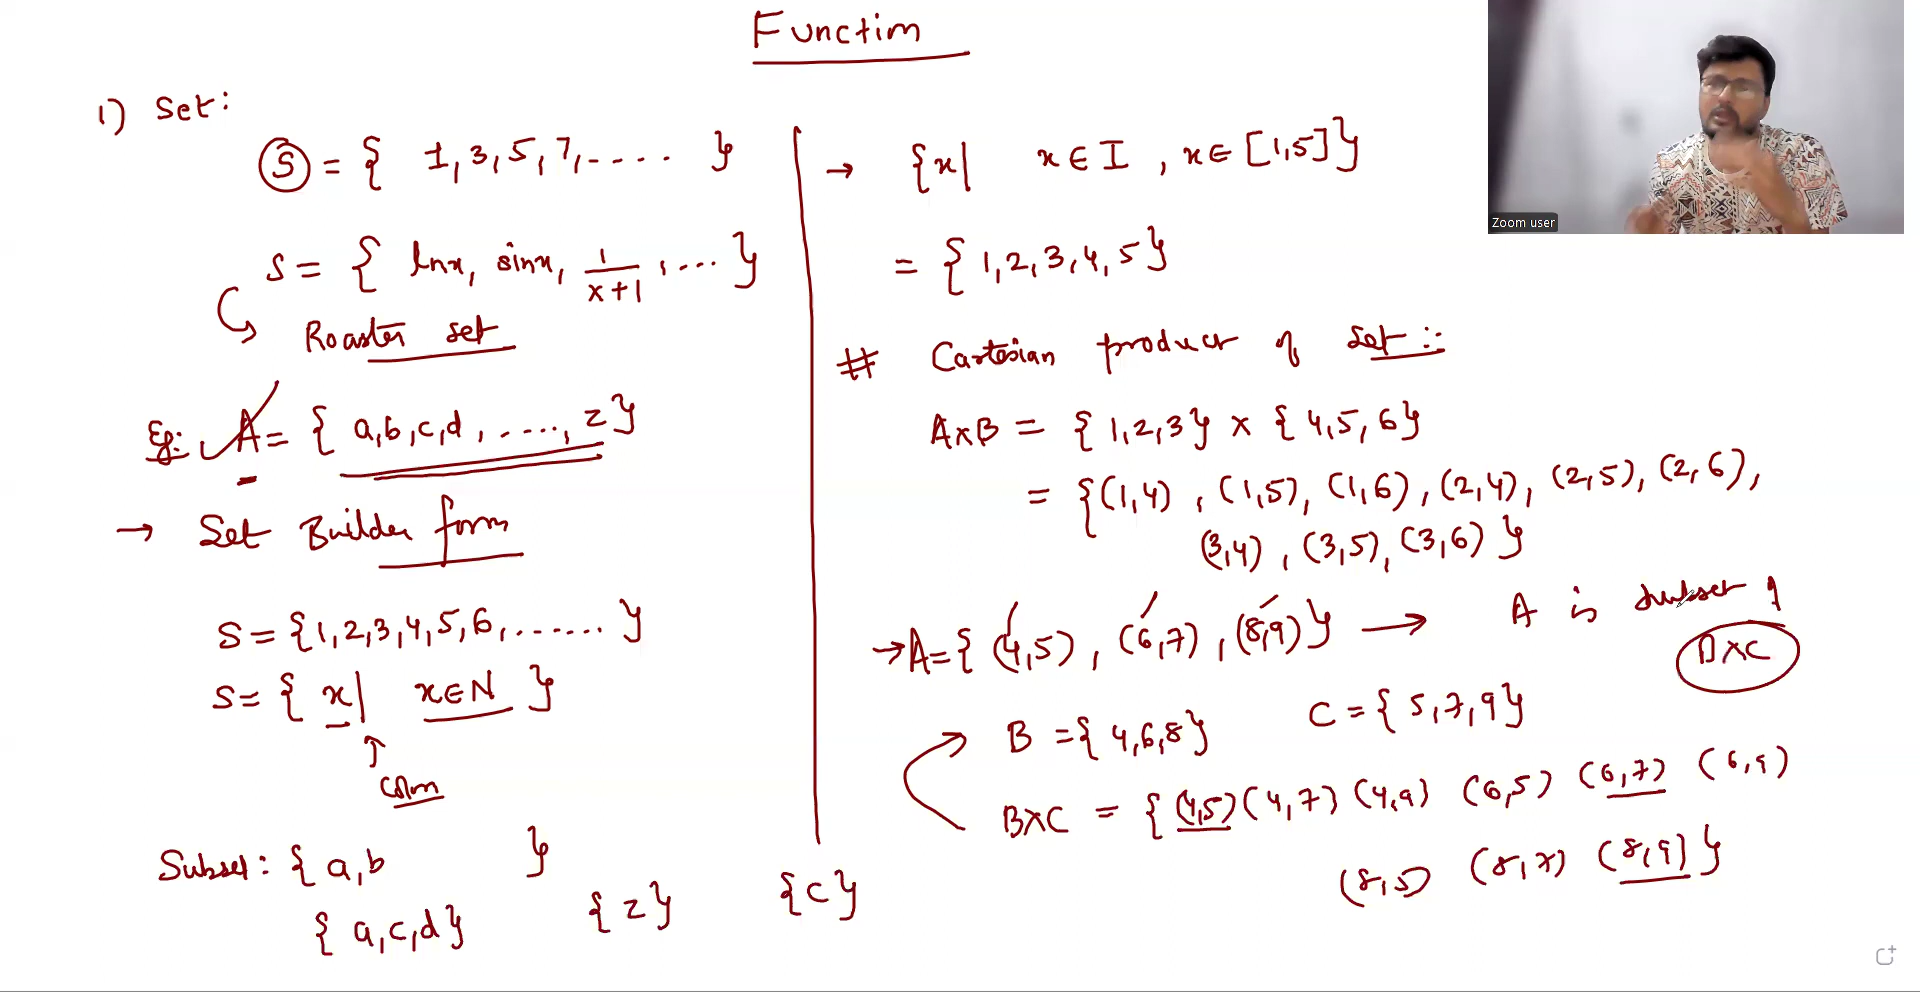 Function
1) Set:
S = { 1, 3, 5, 7, - - - - }
S = { lnx, sinx, 1/(x+1), ... }
Roaster set
Eg: A = { a, b, c, d, ....., z }
→ Set Builder form
S = {1, 2, 3, 4, 5, 6, ...... }
S = { x | x ∈ N }
↑
colon
Subset: { a, b }
{ a, c, d } { z } { c }
→ { x | x ∈ I , x ∈ [1,5] }
= { 1, 2, 3, 4, 5 }
# Cartesian product of set ::
A×B = { 1, 2, 3 } × { 4, 5, 6 }
= { (1,4) , (1,5), (1,6) , (2,4), (2,5), (2,6),
(3,4) , (3,5), (3,6) }
→ A = { (4,5) , (6,7) , (8,9) } → A is subset of
B×C
B = { 4, 6, 8 } C = { 5, 7, 9 }
B×C = { (4,5) (4,7) (4,9) (6,5) (6,7) (6,9)
(8,5) (8,7) (8,9) }
Zoom user